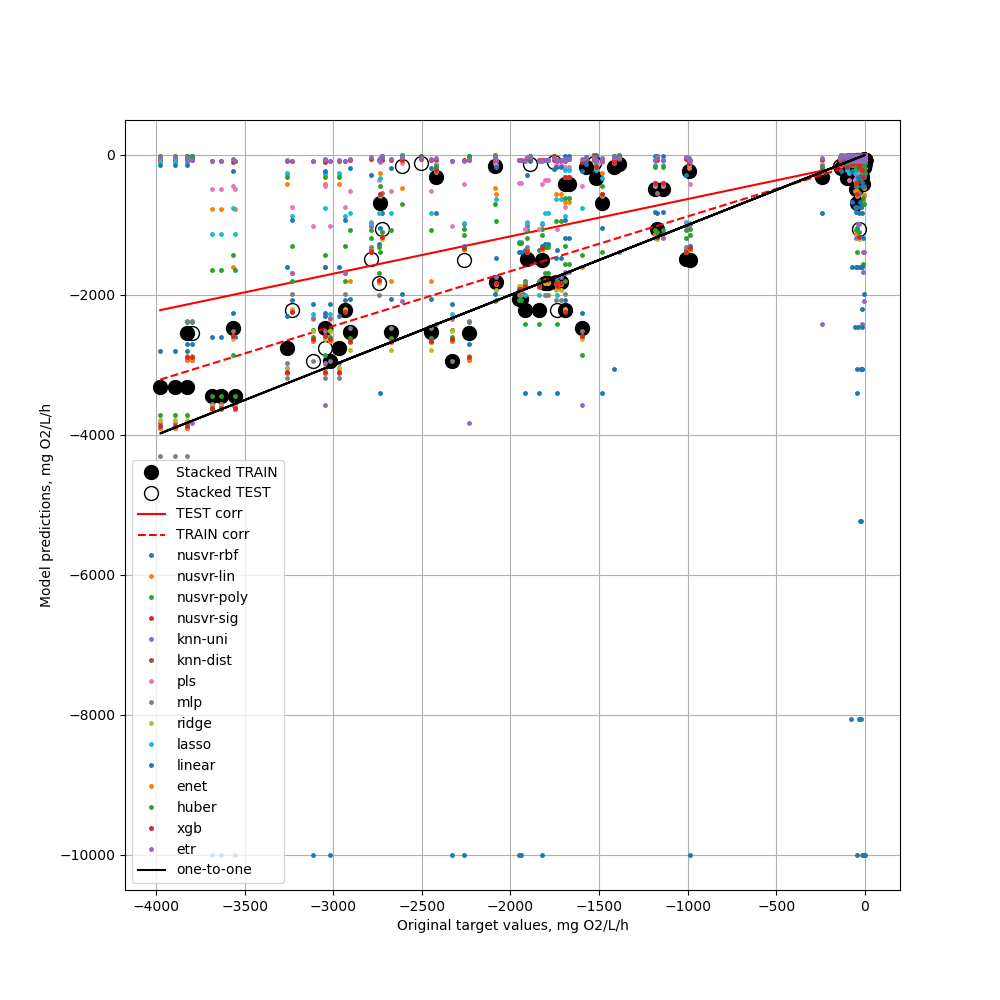 0
−2000
−4000
−6000
−8000
−10000
Model predictions, mg O2/L/h
Stacked TRAIN
Stacked TEST
TEST corr
TRAIN corr
nusvr-rbf
nusvr-lin
nusvr-poly
nusvr-sig
knn-uni
knn-dist
pls
mlp
ridge
lasso
linear
enet
huber
xgb
etr
one-to-one
−4000 −3500 −3000 −2500 −2000 −1500 −1000 −500 0
Original target values, mg O2/L/h